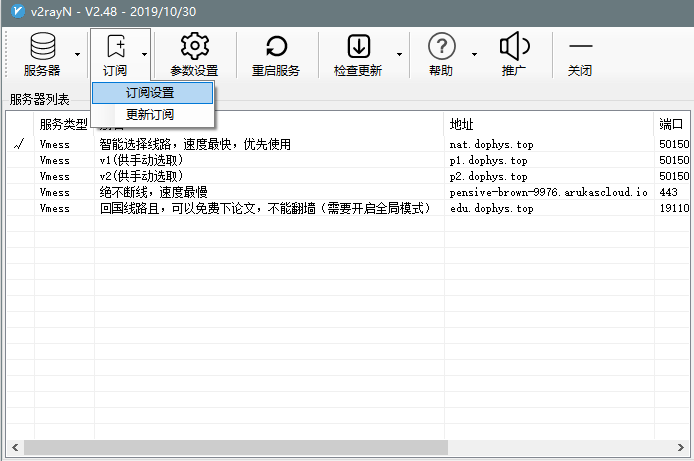 v2rayN - V2.48 - 2019/10/30
服务器 订阅 参数设置 重启服务 检查更新 帮助 推广 关闭
订阅设置
更新订阅
服务器列表
服务类型 地址 端口
Vmess 智能选择线路，速度最快，优先使用 nat.dophys.top 50150
Vmess v1(供手动选取) p1.dophys.top 50150
Vmess v2(供手动选取) p2.dophys.top 50150
Vmess 绝不断线，速度最慢 pensive-brown-9976.arukascloud.io 443
Vmess 回国线路且，可以免费下论文，不能翻墙（需要开启全局模式） edu.dophys.top 19110